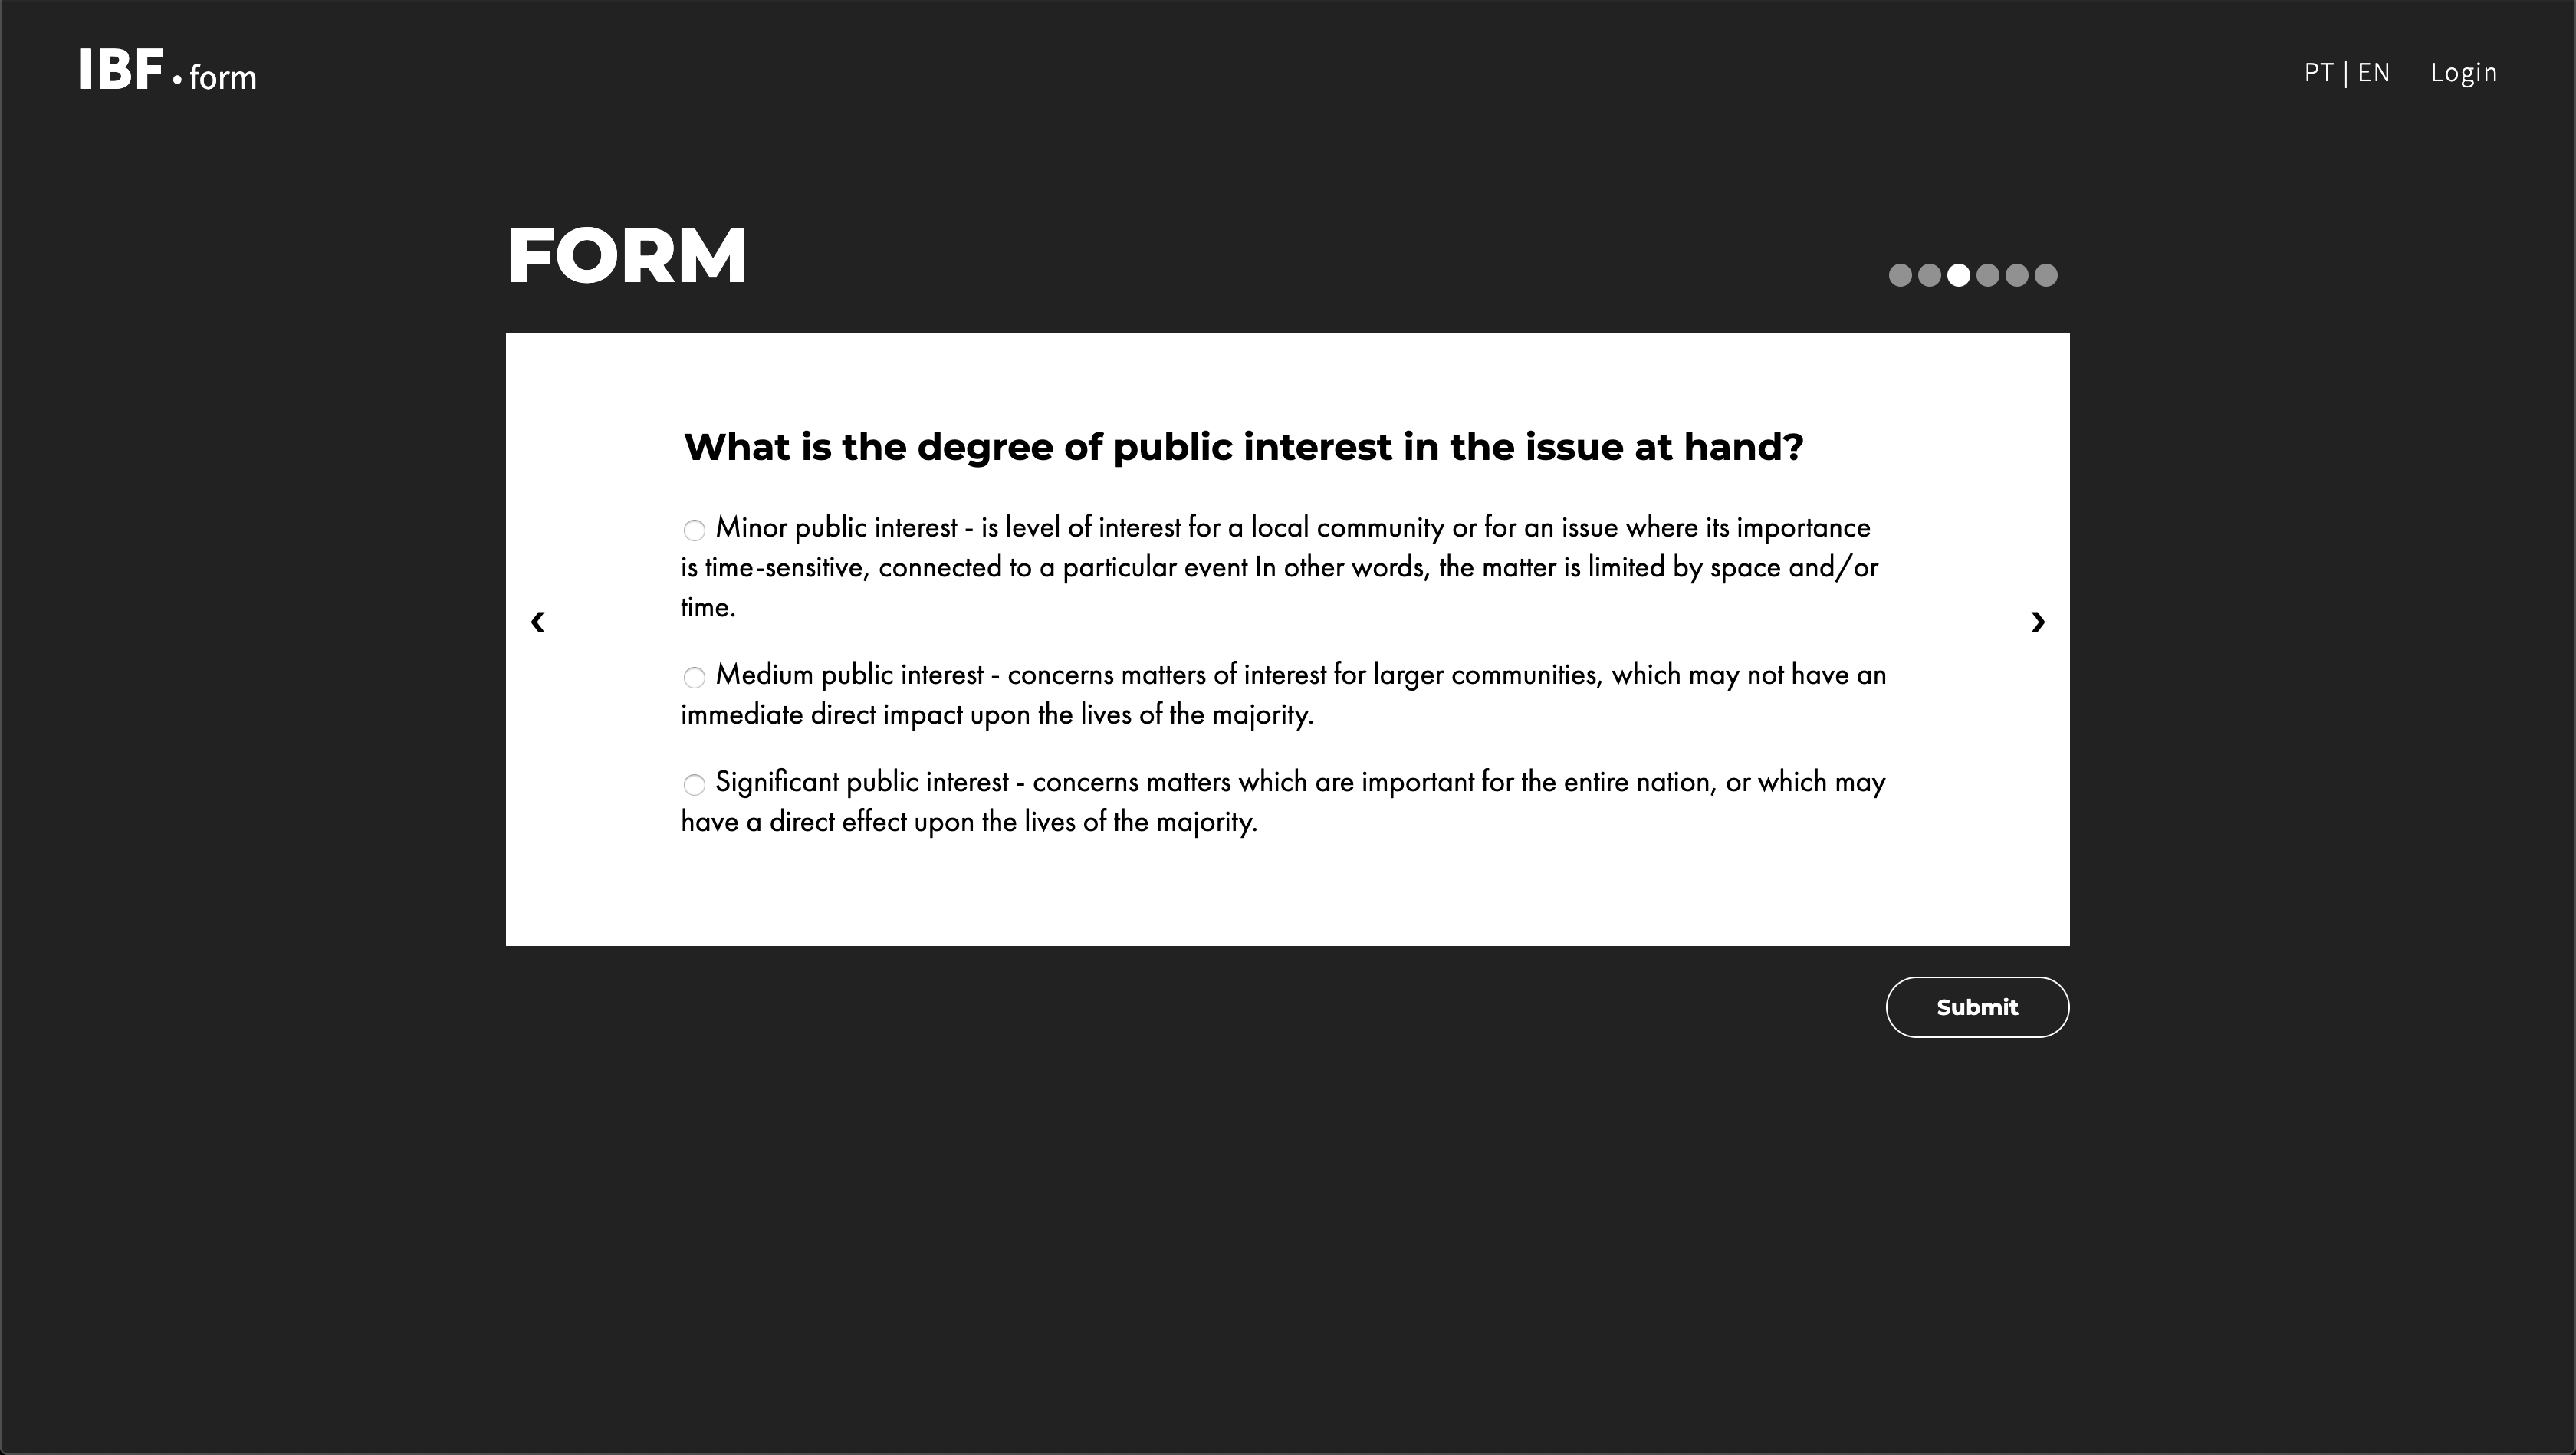 IBF • form
PT | EN Login
FORM
What is the degree of public interest in the issue at hand?
Minor public interest - is level of interest for a local community or for an issue where its importance
is time-sensitive, connected to a particular event In other words, the matter is limited by space and/or
time.
Medium public interest - concerns matters of interest for larger communities, which may not have an
immediate direct impact upon the lives of the majority.
Significant public interest - concerns matters which are important for the entire nation, or which may
have a direct effect upon the lives of the majority.
Submit